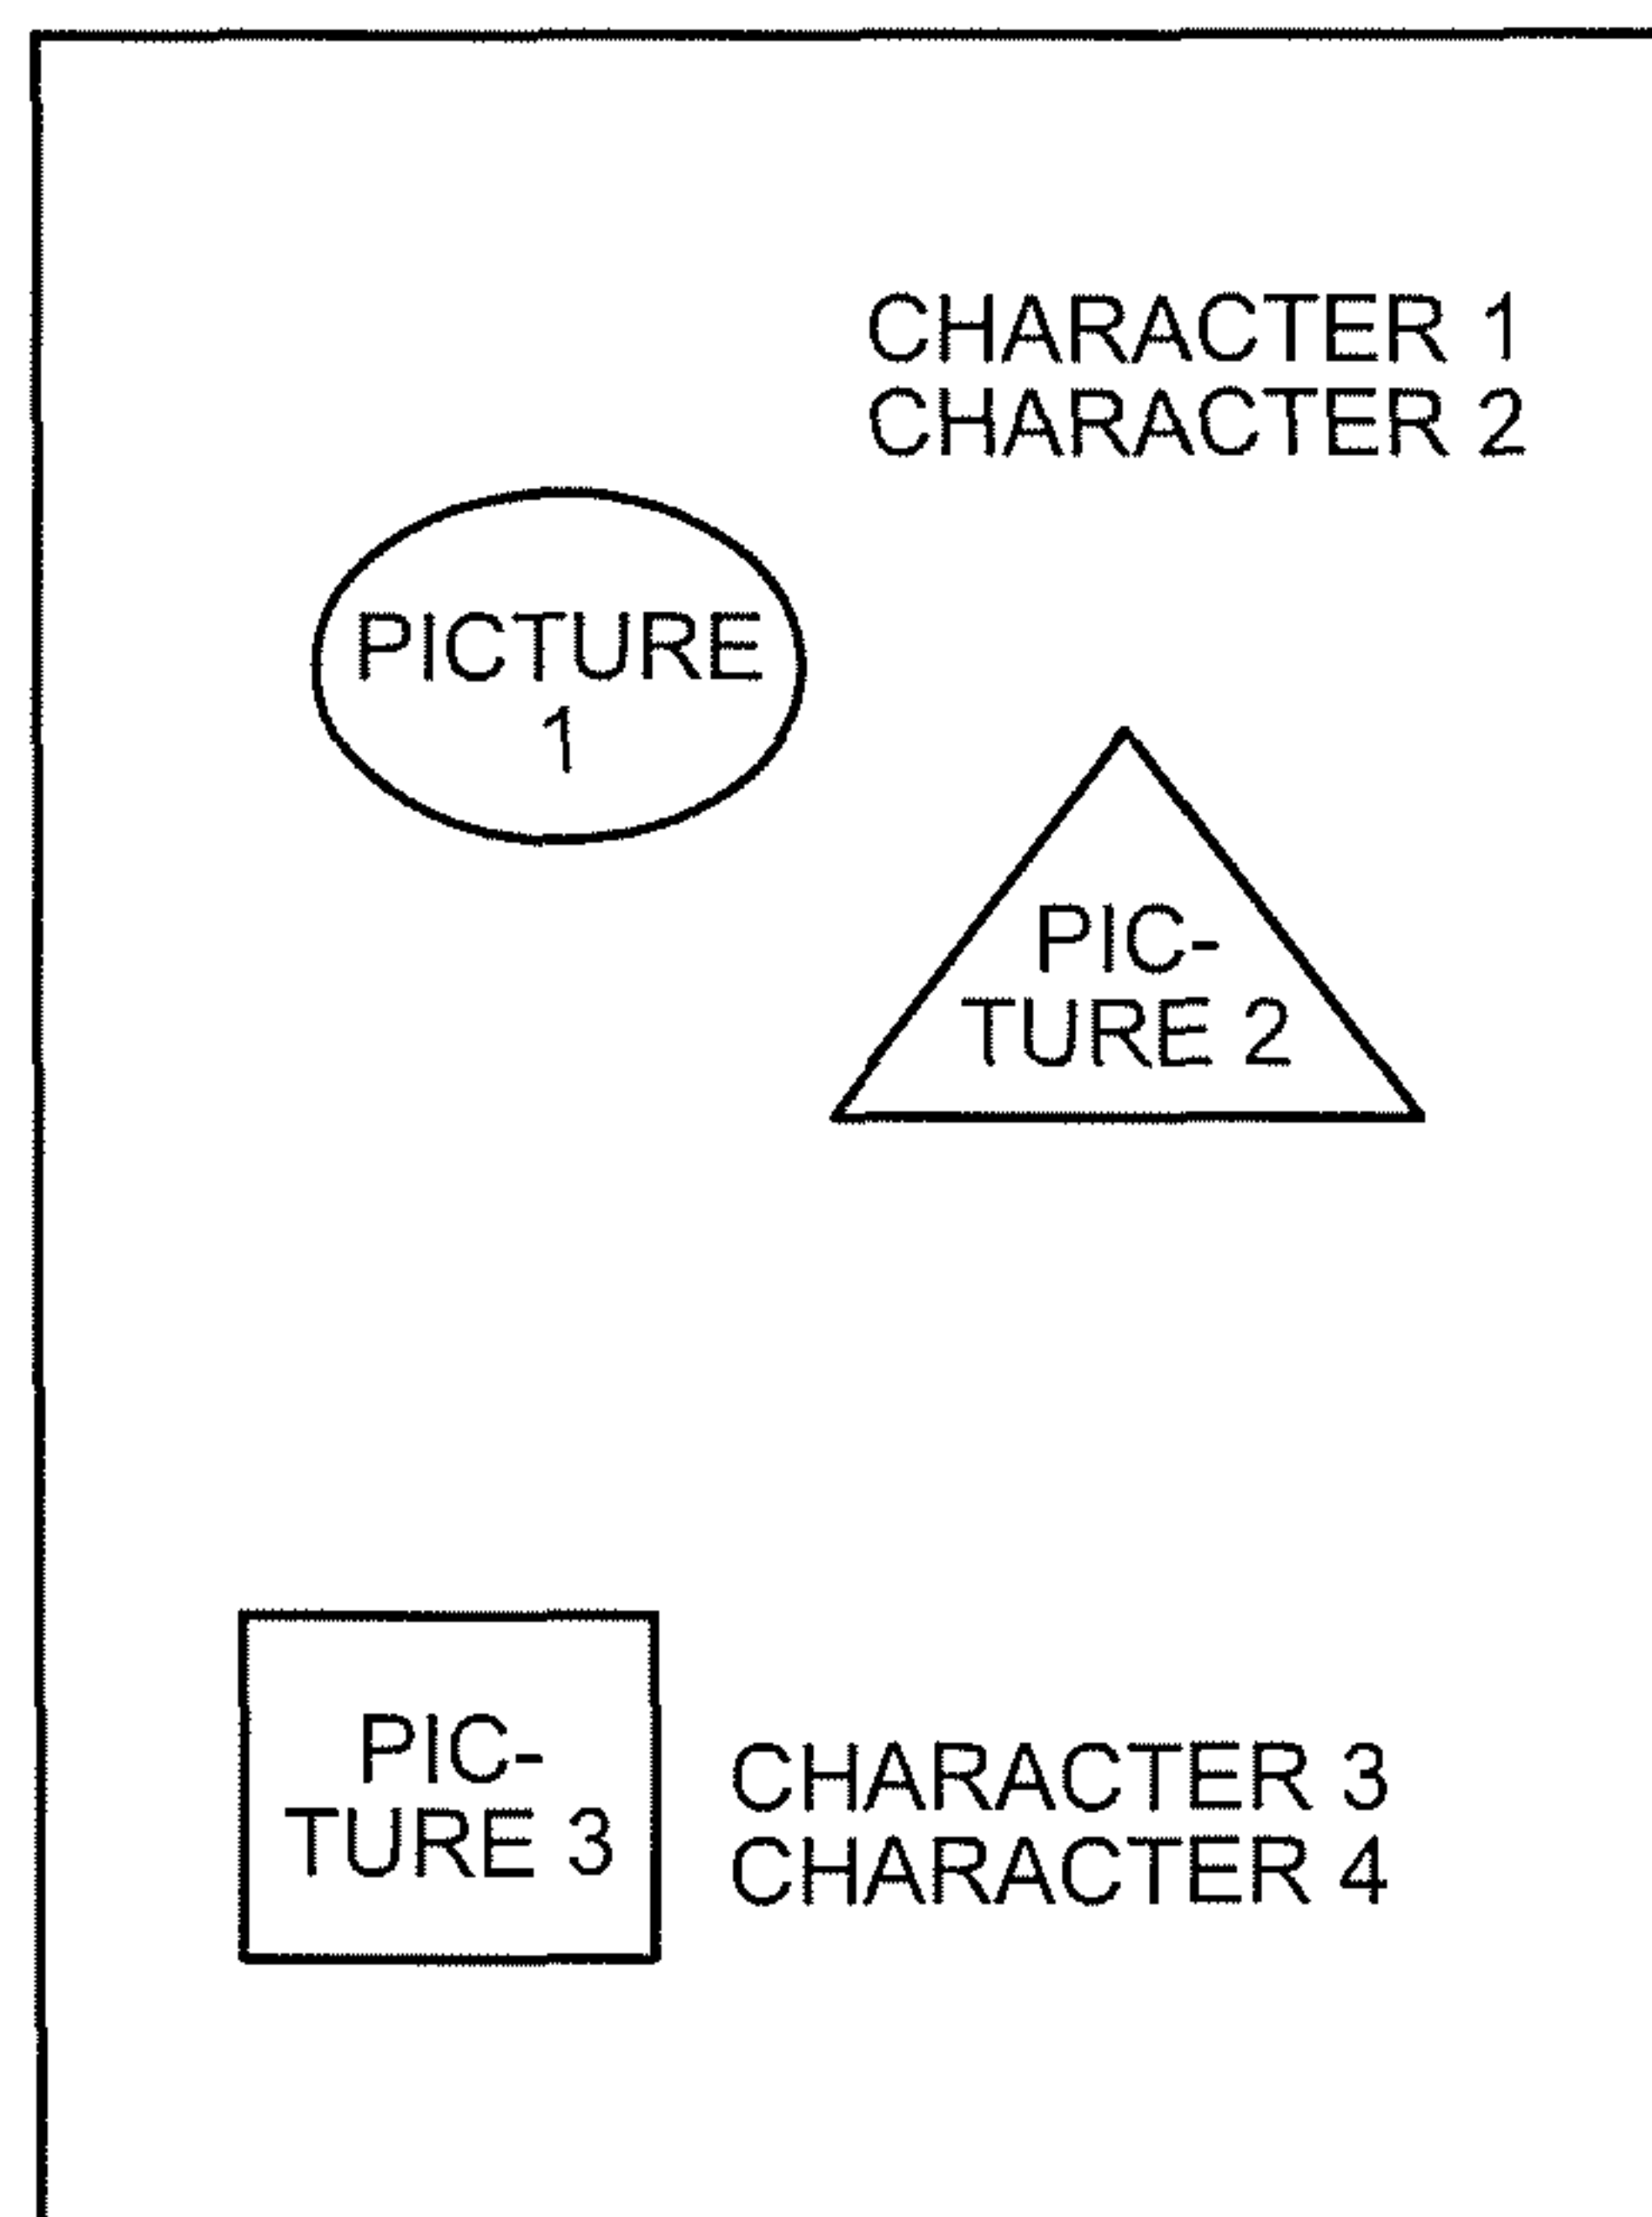 CHARACTER 1
CHARACTER 2
PICTURE
1
PIC-
TURE 2
PIC-
TURE 3
CHARACTER 3
CHARACTER 4